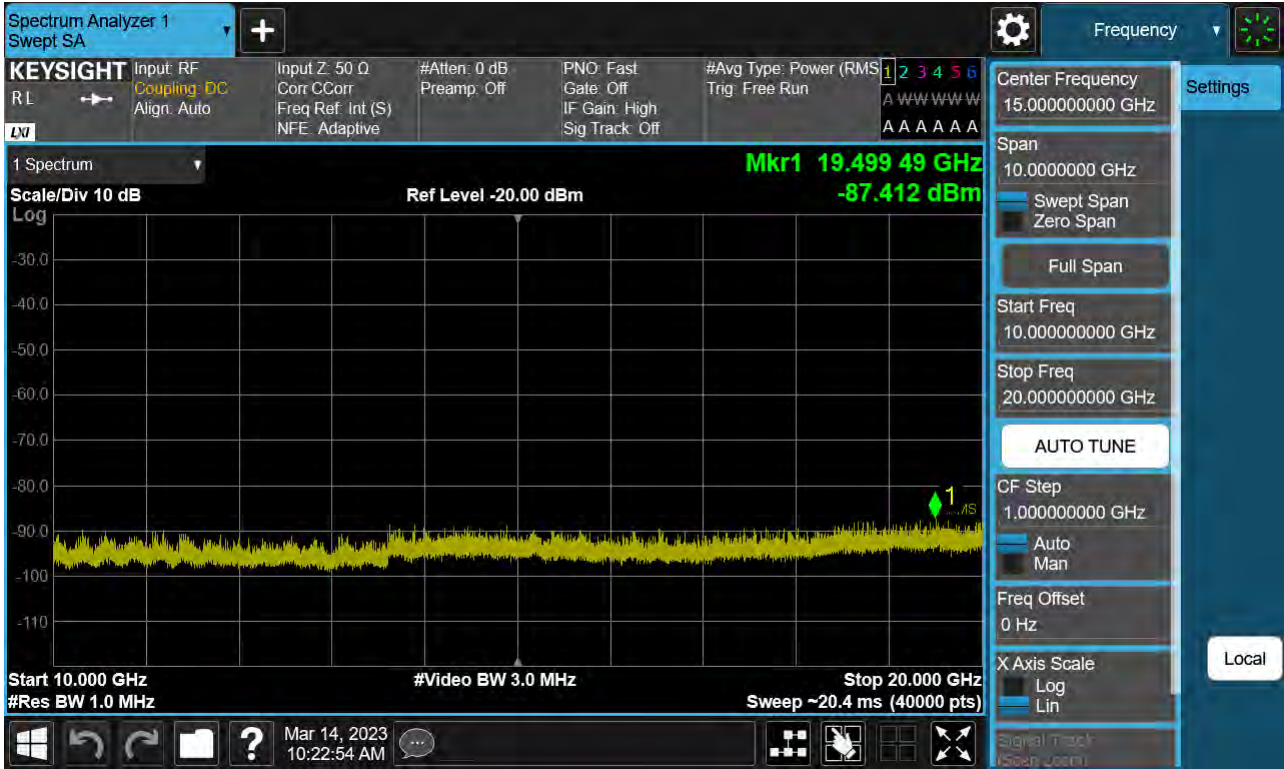 Spectrum Analyzer 1
Swept SA
Frequency
KEYSIGHT
R L
LXI
Input: RF
Coupling: DC
Align: Auto
Input Z: 50 Ω
Corr CCorr
Freq Ref: Int (S)
NFE: Adaptive
#Atten: 0 dB
Preamp: Off
PNO: Fast
Gate: Off
IF Gain: High
Sig Track: Off
#Avg Type: Power (RMS
Trig: Free Run
1 2 3 4 5 6
A W W W W W
A A A A A A
1 Spectrum
Mkr1 19.499 49 GHz
Scale/Div 10 dB
Ref Level -20.00 dBm
-87.412 dBm
Log
-30.0
-40.0
-50.0
-60.0
-70.0
-80.0
1
-90.0
-100
-110
Start 10.000 GHz
#Video BW 3.0 MHz
Stop 20.000 GHz
#Res BW 1.0 MHz
Sweep ~20.4 ms (40000 pts)
Mar 14, 2023
10:22:54 AM
Center Frequency
15.000000000 GHz
Span
10.0000000 GHz
Swept Span
Zero Span
Full Span
Start Freq
10.000000000 GHz
Stop Freq
20.000000000 GHz
AUTO TUNE
CF Step
1.000000000 GHz
Auto
Man
Freq Offset
0 Hz
X Axis Scale
Log
Lin
Signal Track
(Span Zoom)
Settings
Local